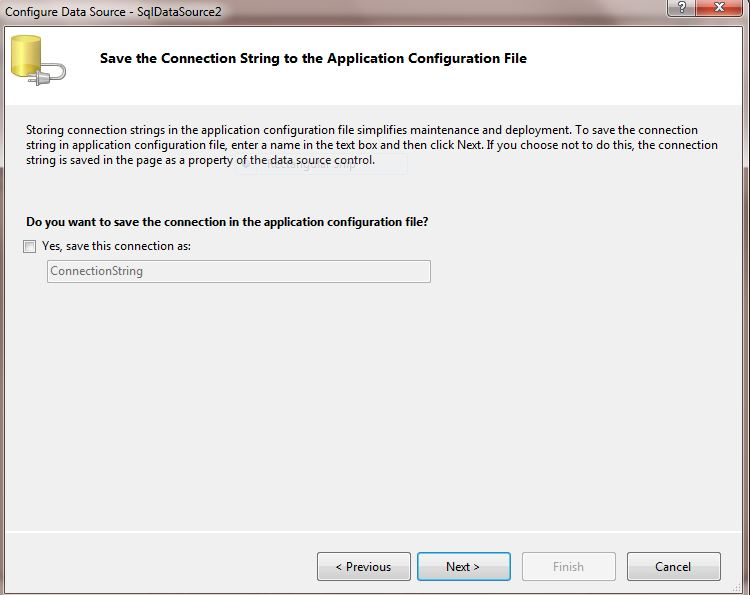 Configure Data Source - SqlDataSource2
Save the Connection String to the Application Configuration File
Storing connection strings in the application configuration file simplifies maintenance and deployment. To save the connection
string in application configuration file, enter a name in the text box and then click Next. If you choose not to do this, the connection
string is saved in the page as a property of the data source control.
Do you want to save the connection in the application configuration file?
Yes, save this connection as:
ConnectionString
< Previous
Next >
Finish
Cancel